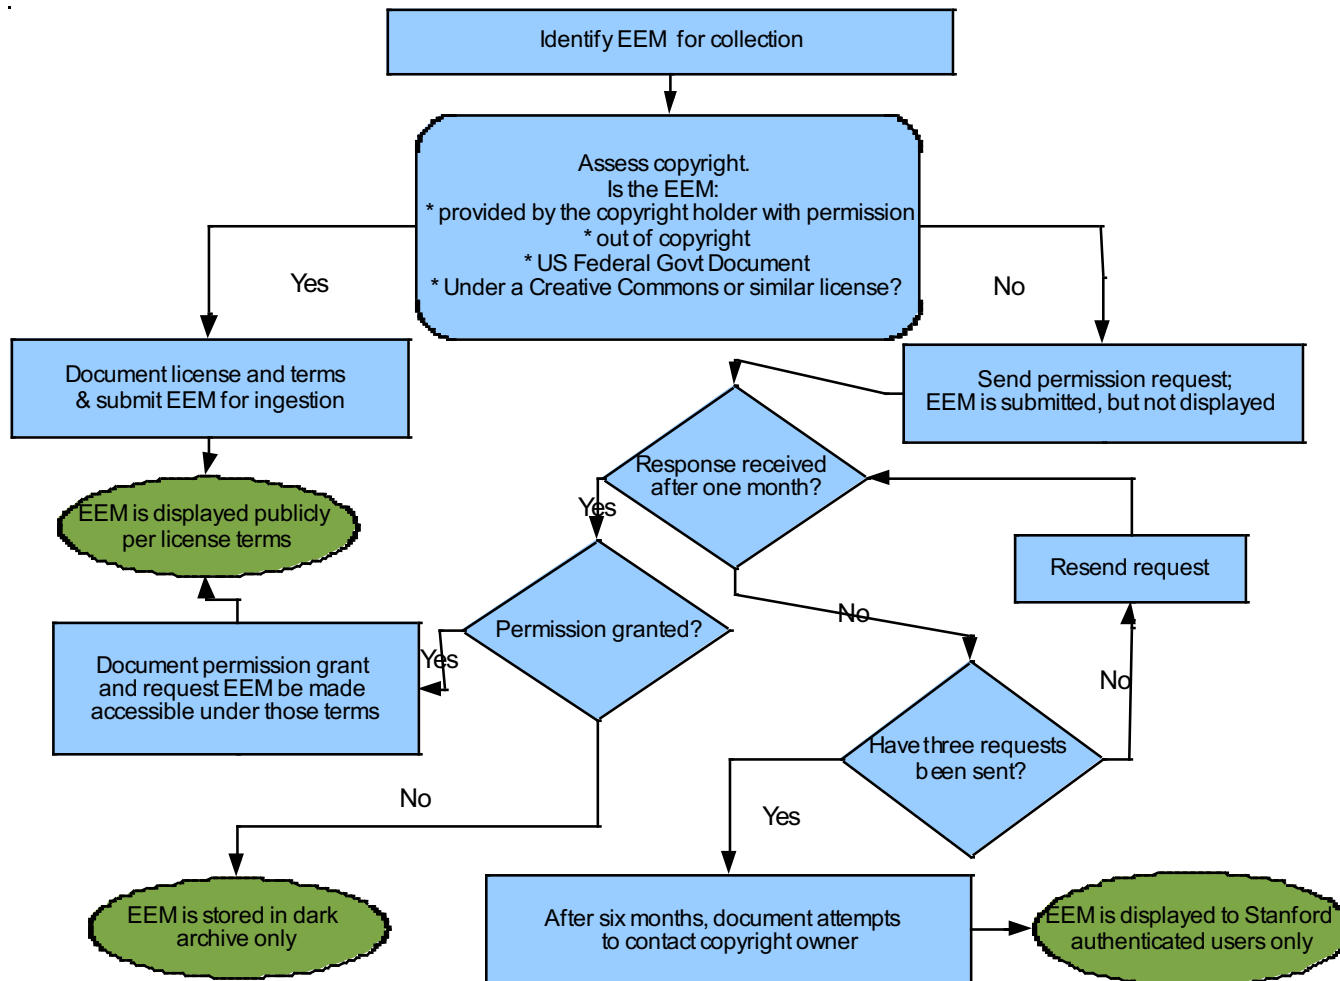 Identify EEM for collection
Assess copyright.
Is the EEM:
* provided by the copyright holder with permission
* out of copyright
* US Federal Govt Document
* Under a Creative Commons or similar license?
Yes
No
Document license and terms
& submit EEM for ingestion
Send permission request;
EEM is submitted, but not displayed
Response received
after one month?
Yes
EEM is displayed publicly
per license terms
Resend request
No
Permission granted?
Yes
Document permission grant
and request EEM be made
accessible under those terms
No
Have three requests
been sent?
No
Yes
EEM is stored in dark
archive only
After six months, document attempts
to contact copyright owner
EEM is displayed to Stanford
authenticated users only